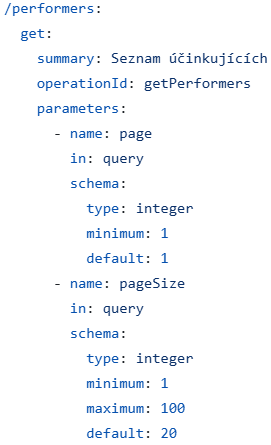 /performers:
  get:
    summary: Seznam účinkujících
    operationId: getPerformers
    parameters:
      - name: page
        in: query
        schema:
          type: integer
          minimum: 1
          default: 1
      - name: pageSize
        in: query
        schema:
          type: integer
          minimum: 1
          maximum: 100
          default: 20